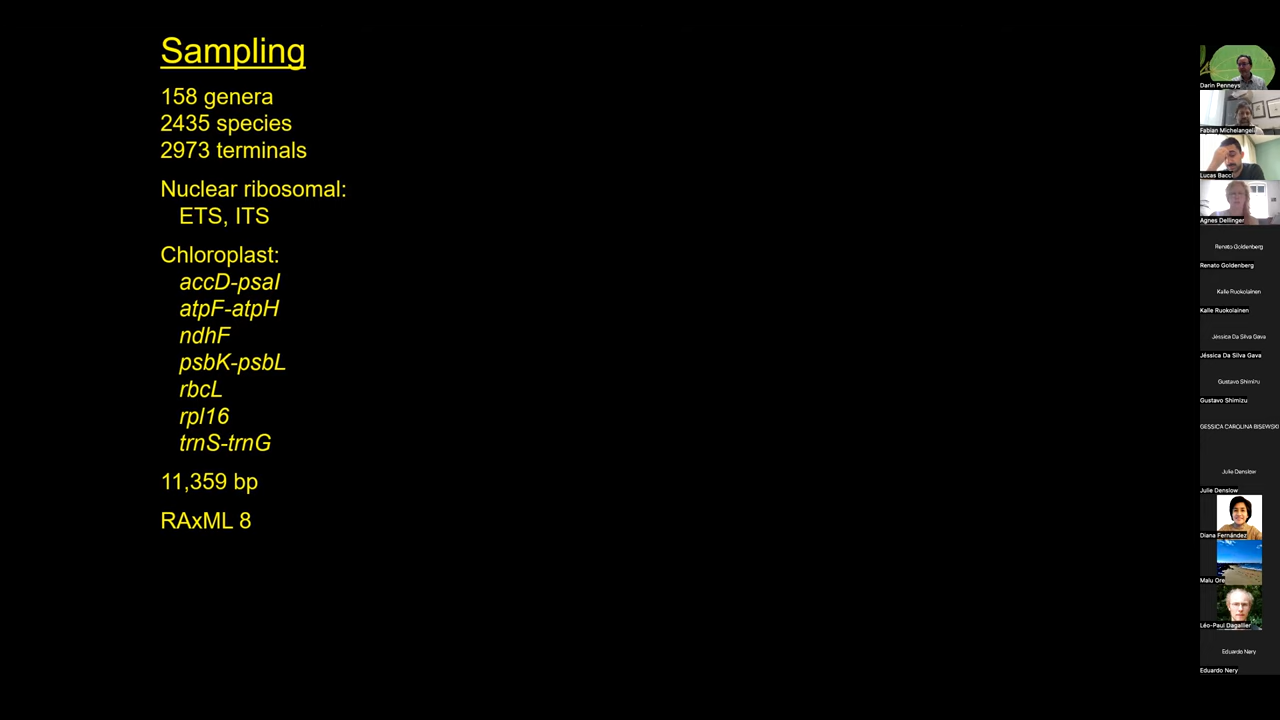 Sampling
158 genera
2435 species
2973 terminals
Nuclear ribosomal:
ETS, ITS
Chloroplast:
accD-psaI
atpF-atpH
ndhF
psbK-psbL
rbcL
rpl16
trnS-trnG
11,359 bp
RAxML 8
Darin Penneys
Fabian Michelangeli
Lucas Bacci
Agnes Dellinger
Renato Goldenberg
Renato Goldenberg
Kalle Ruokolainen
Kalle Ruokolainen
Jéssica Da Silva Gava
Jéssica Da Silva Gava
Gustavo Shimizu
Gustavo Shimizu
GESSICA CAROLINA BISEWSKI
Julie Denslow
Julie Denslow
Diana Fernández
Malu Ore
Léo-Paul Dagallier
Eduardo Nery
Eduardo Nery